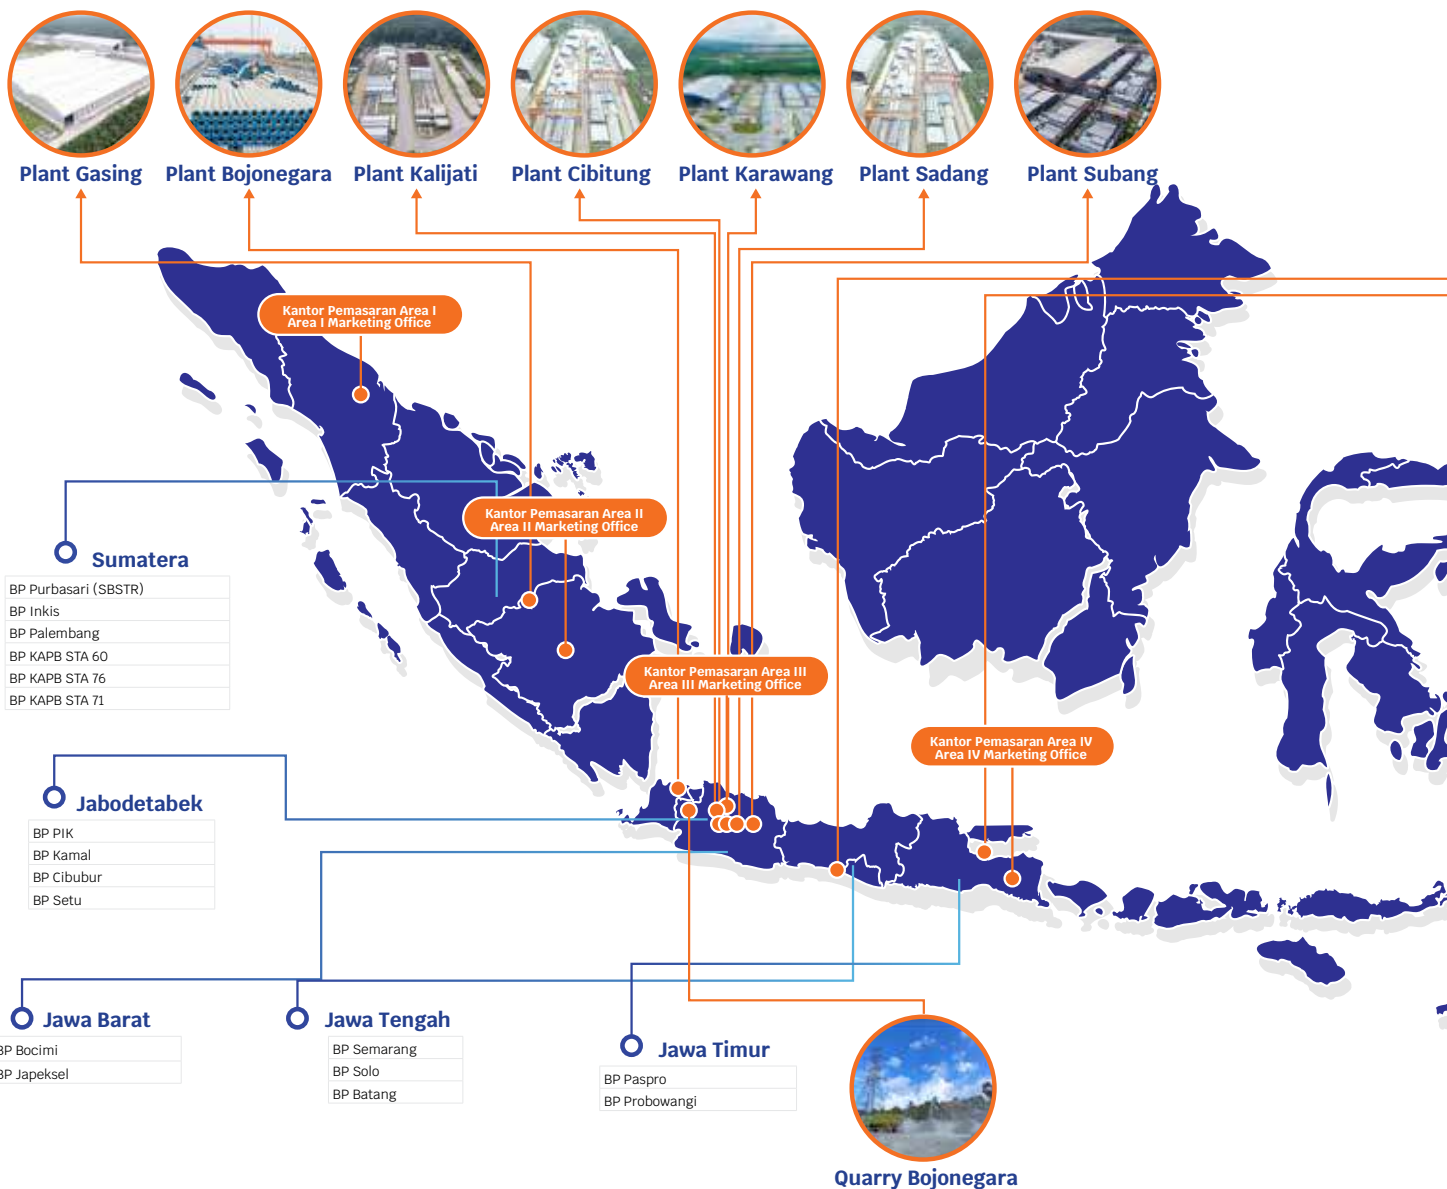 Plant Gasing
Plant Bojonegara
Plant Kalijati
Plant Cibitung
Plant Karawang
Plant Sadang
Plant Subang
Kantor Pemasaran Area I
Area I Marketing Office
Kantor Pemasaran Area II
Area II Marketing Office
Sumatera
BP Purbasari (SBSTR)
BP Inkis
BP Palembang
BP KAPB STA 60
BP KAPB STA 76
BP KAPB STA 71
Kantor Pemasaran Area III
Area III Marketing Office
Kantor Pemasaran Area IV
Area IV Marketing Office
Jabodetabek
BP PIK
BP Kamal
BP Cibubur
BP Setu
Jawa Barat
BP Bocimi
BP Japeksel
Jawa Tengah
BP Semarang
BP Solo
BP Batang
Jawa Timur
BP Paspro
BP Probowangi
Quarry Bojonegara